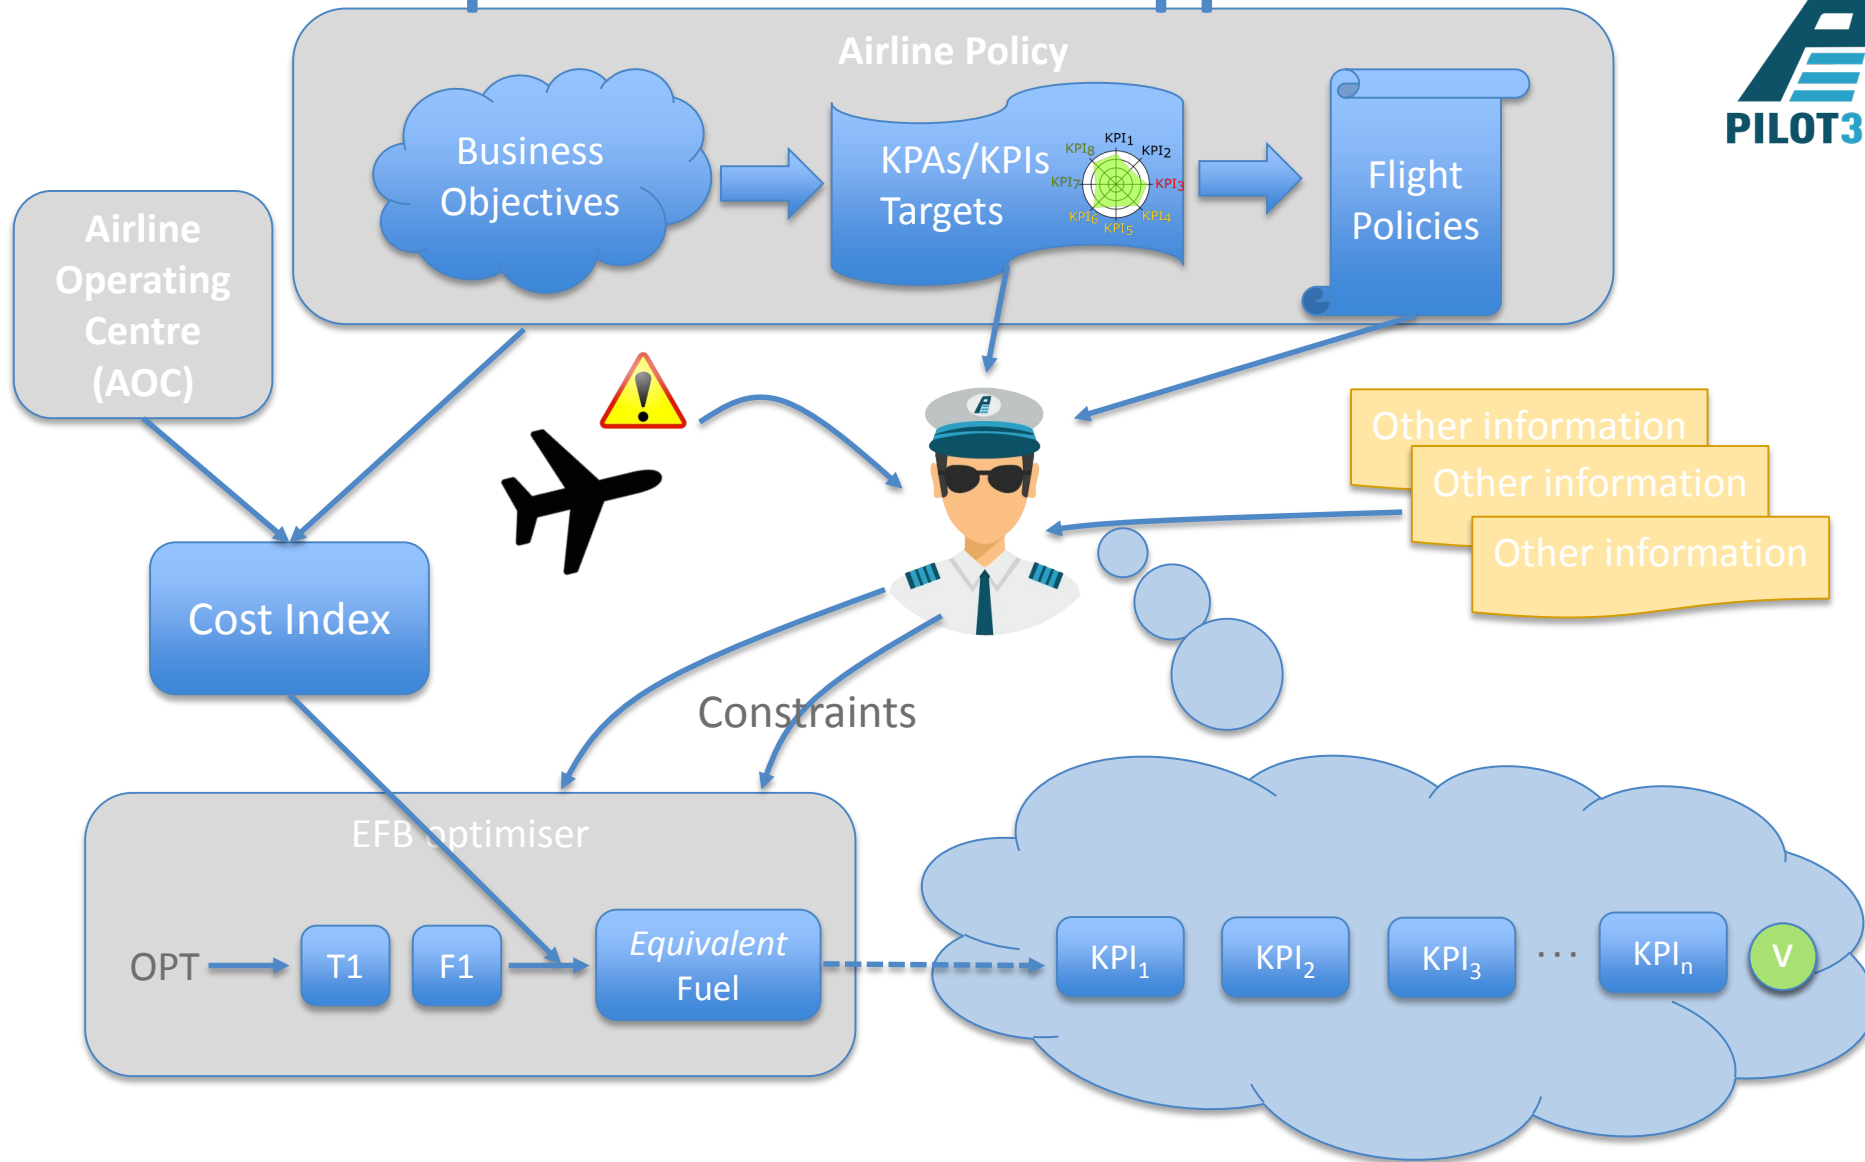 Airline Policy
PILOT3
Business
Objectives
KPAs/KPIs
Targets
KPI1
KPI2
KPI3
KPI4
KPI5
KPI6
KPI7
KPI8
Flight
Policies
Airline
Operating
Centre
(AOC)
Other information
Other information
Other information
Cost Index
Constraints
EFB optimiser
OPT
T1
F1
Equivalent
Fuel
KPI1
KPI2
KPI3
...
KPIn
V